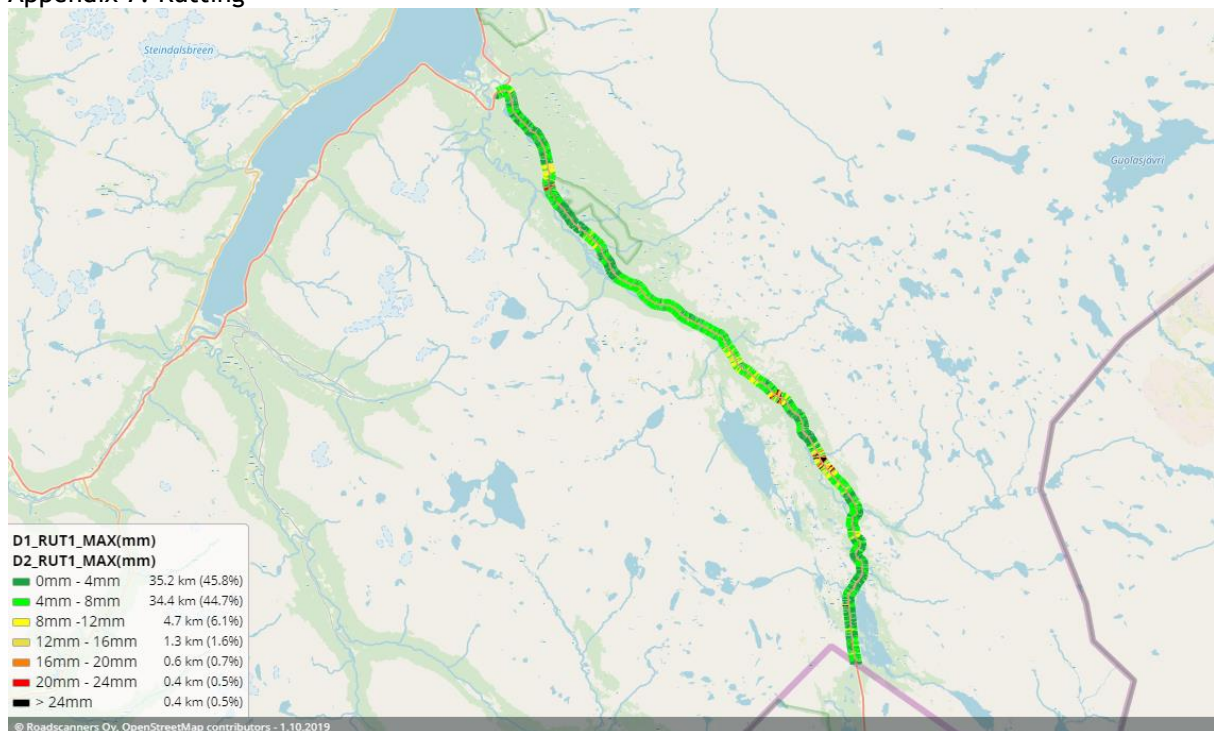 Appendix 7. Rutting
Steindalsbreen
Guolasjávri
D1_RUT1_MAX(mm)
D2_RUT1_MAX(mm)
0mm - 4mm 35.2 km (45.8%)
4mm - 8mm 34.4 km (44.7%)
8mm -12mm 4.7 km (6.1%)
12mm - 16mm 1.3 km (1.6%)
16mm - 20mm 0.6 km (0.7%)
20mm - 24mm 0.4 km (0.5%)
> 24mm 0.4 km (0.5%)
© Roadscanners Oy, OpenStreetMap contributors - 1.10.2019